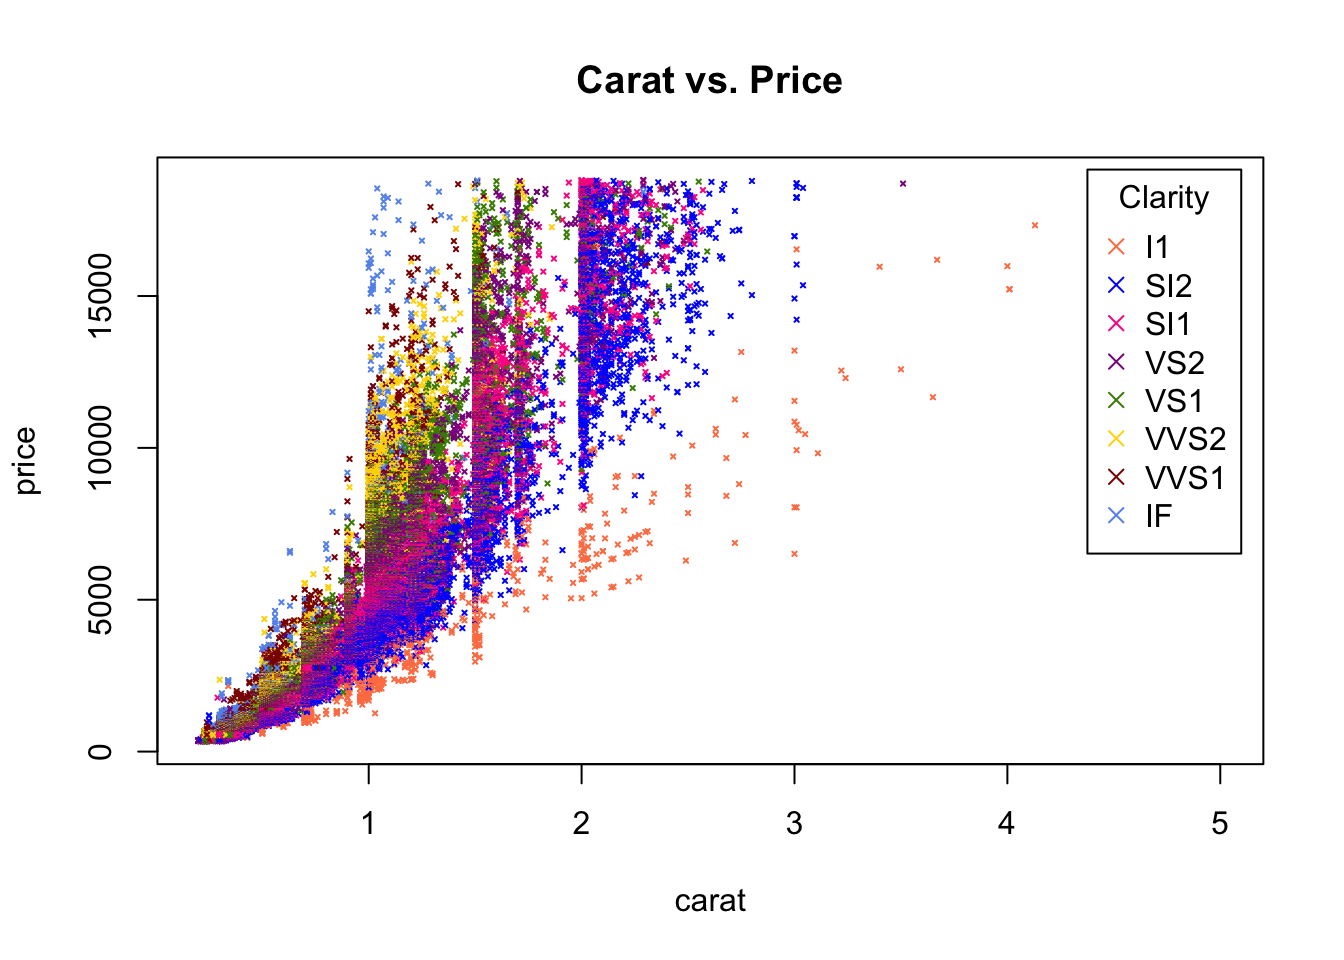 Carat vs. Price
Clarity
I1
SI2
SI1
VS2
VS1
VVS2
VVS1
IF
price
15000
10000
5000
0
1 2 3 4 5
carat